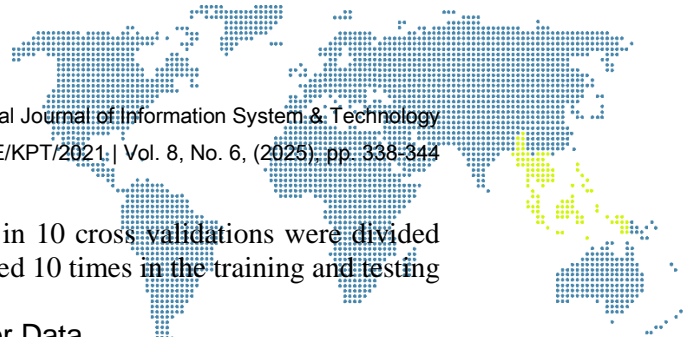 al Journal of Information System & Technology
E/KPT/2021 | Vol. 8, No. 6, (2025), pp. 338-344
in 10 cross validations were divided
ed 10 times in the training and testing
r Data